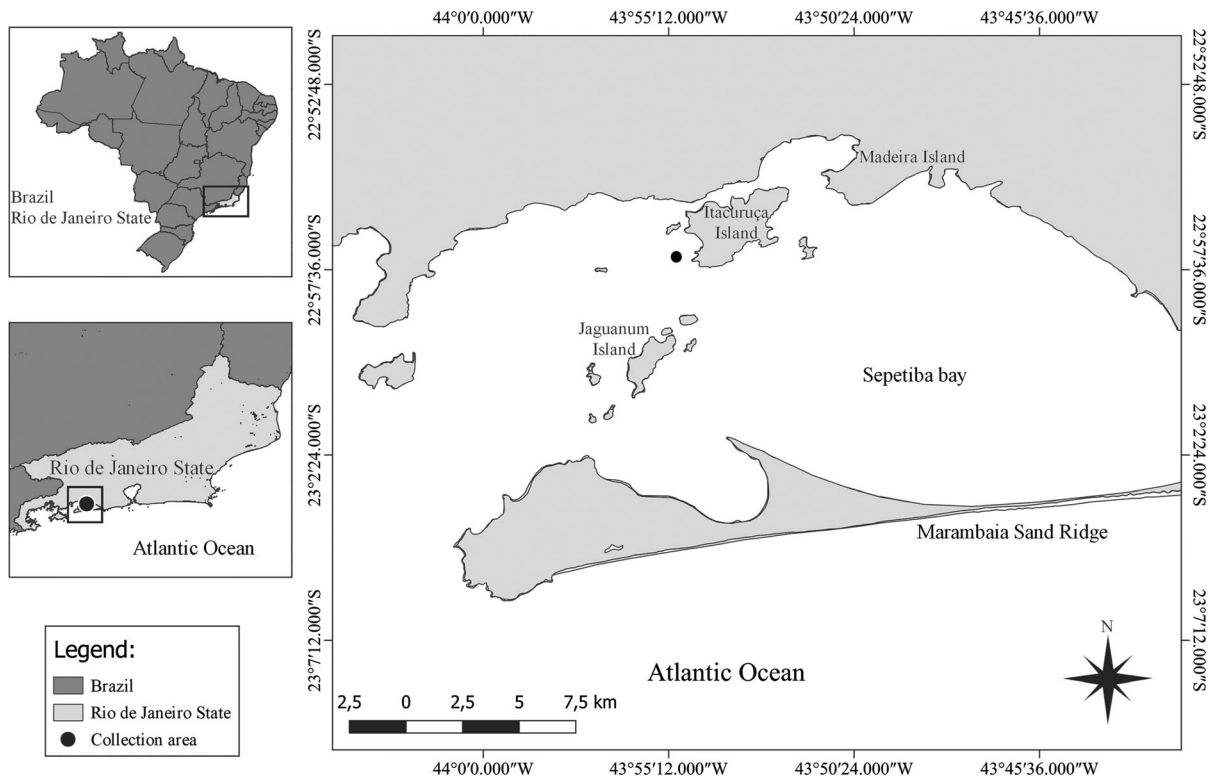 44°0'0.000"W 43°55'12.000"W 43°50'24.000"W 43°45'36.000"W
22°52'48.000"S
22°57'36.000"S
23°2'24.000"S
23°7'12.000"S
Brazil
Rio de Janeiro State
Rio de Janeiro State
Atlantic Ocean
Legend:
Brazil
Rio de Janeiro State
Collection area
Madeira Island
Itacuruça
Island
Jaguanum
Island
Sepetiba bay
Marambaia Sand Ridge
Atlantic Ocean
N
2,5 0 2,5 5 7,5 km
22°52'48.000"S
22°57'36.000"S
23°2'24.000"S
23°7'12.000"S
44°0'0.000"W 43°55'12.000"W 43°50'24.000"W 43°45'36.000"W